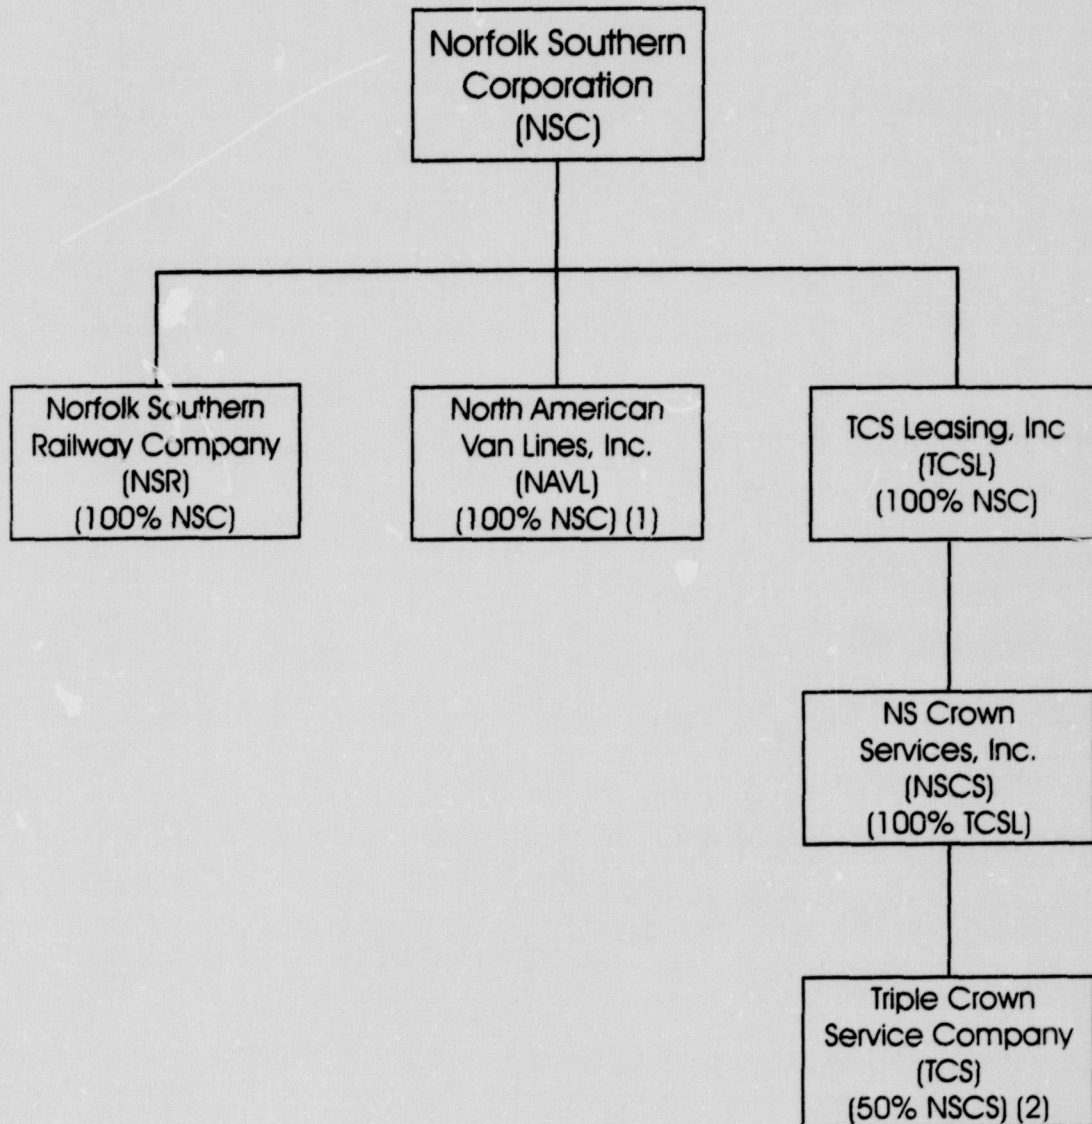 Norfolk Southern
Corporation
(NSC)
Norfolk Southern
Railway Company
(NSR)
(100% NSC)
North American
Van Lines, Inc.
(NAVL)
(100% NSC) (1)
TCS Leasing, Inc
(TCSL)
(100% NSC)
NS Crown
Services, Inc.
(NSCS)
(100% TCSL)
Triple Crown
Service Company
(TCS)
(50% NSCS) (2)